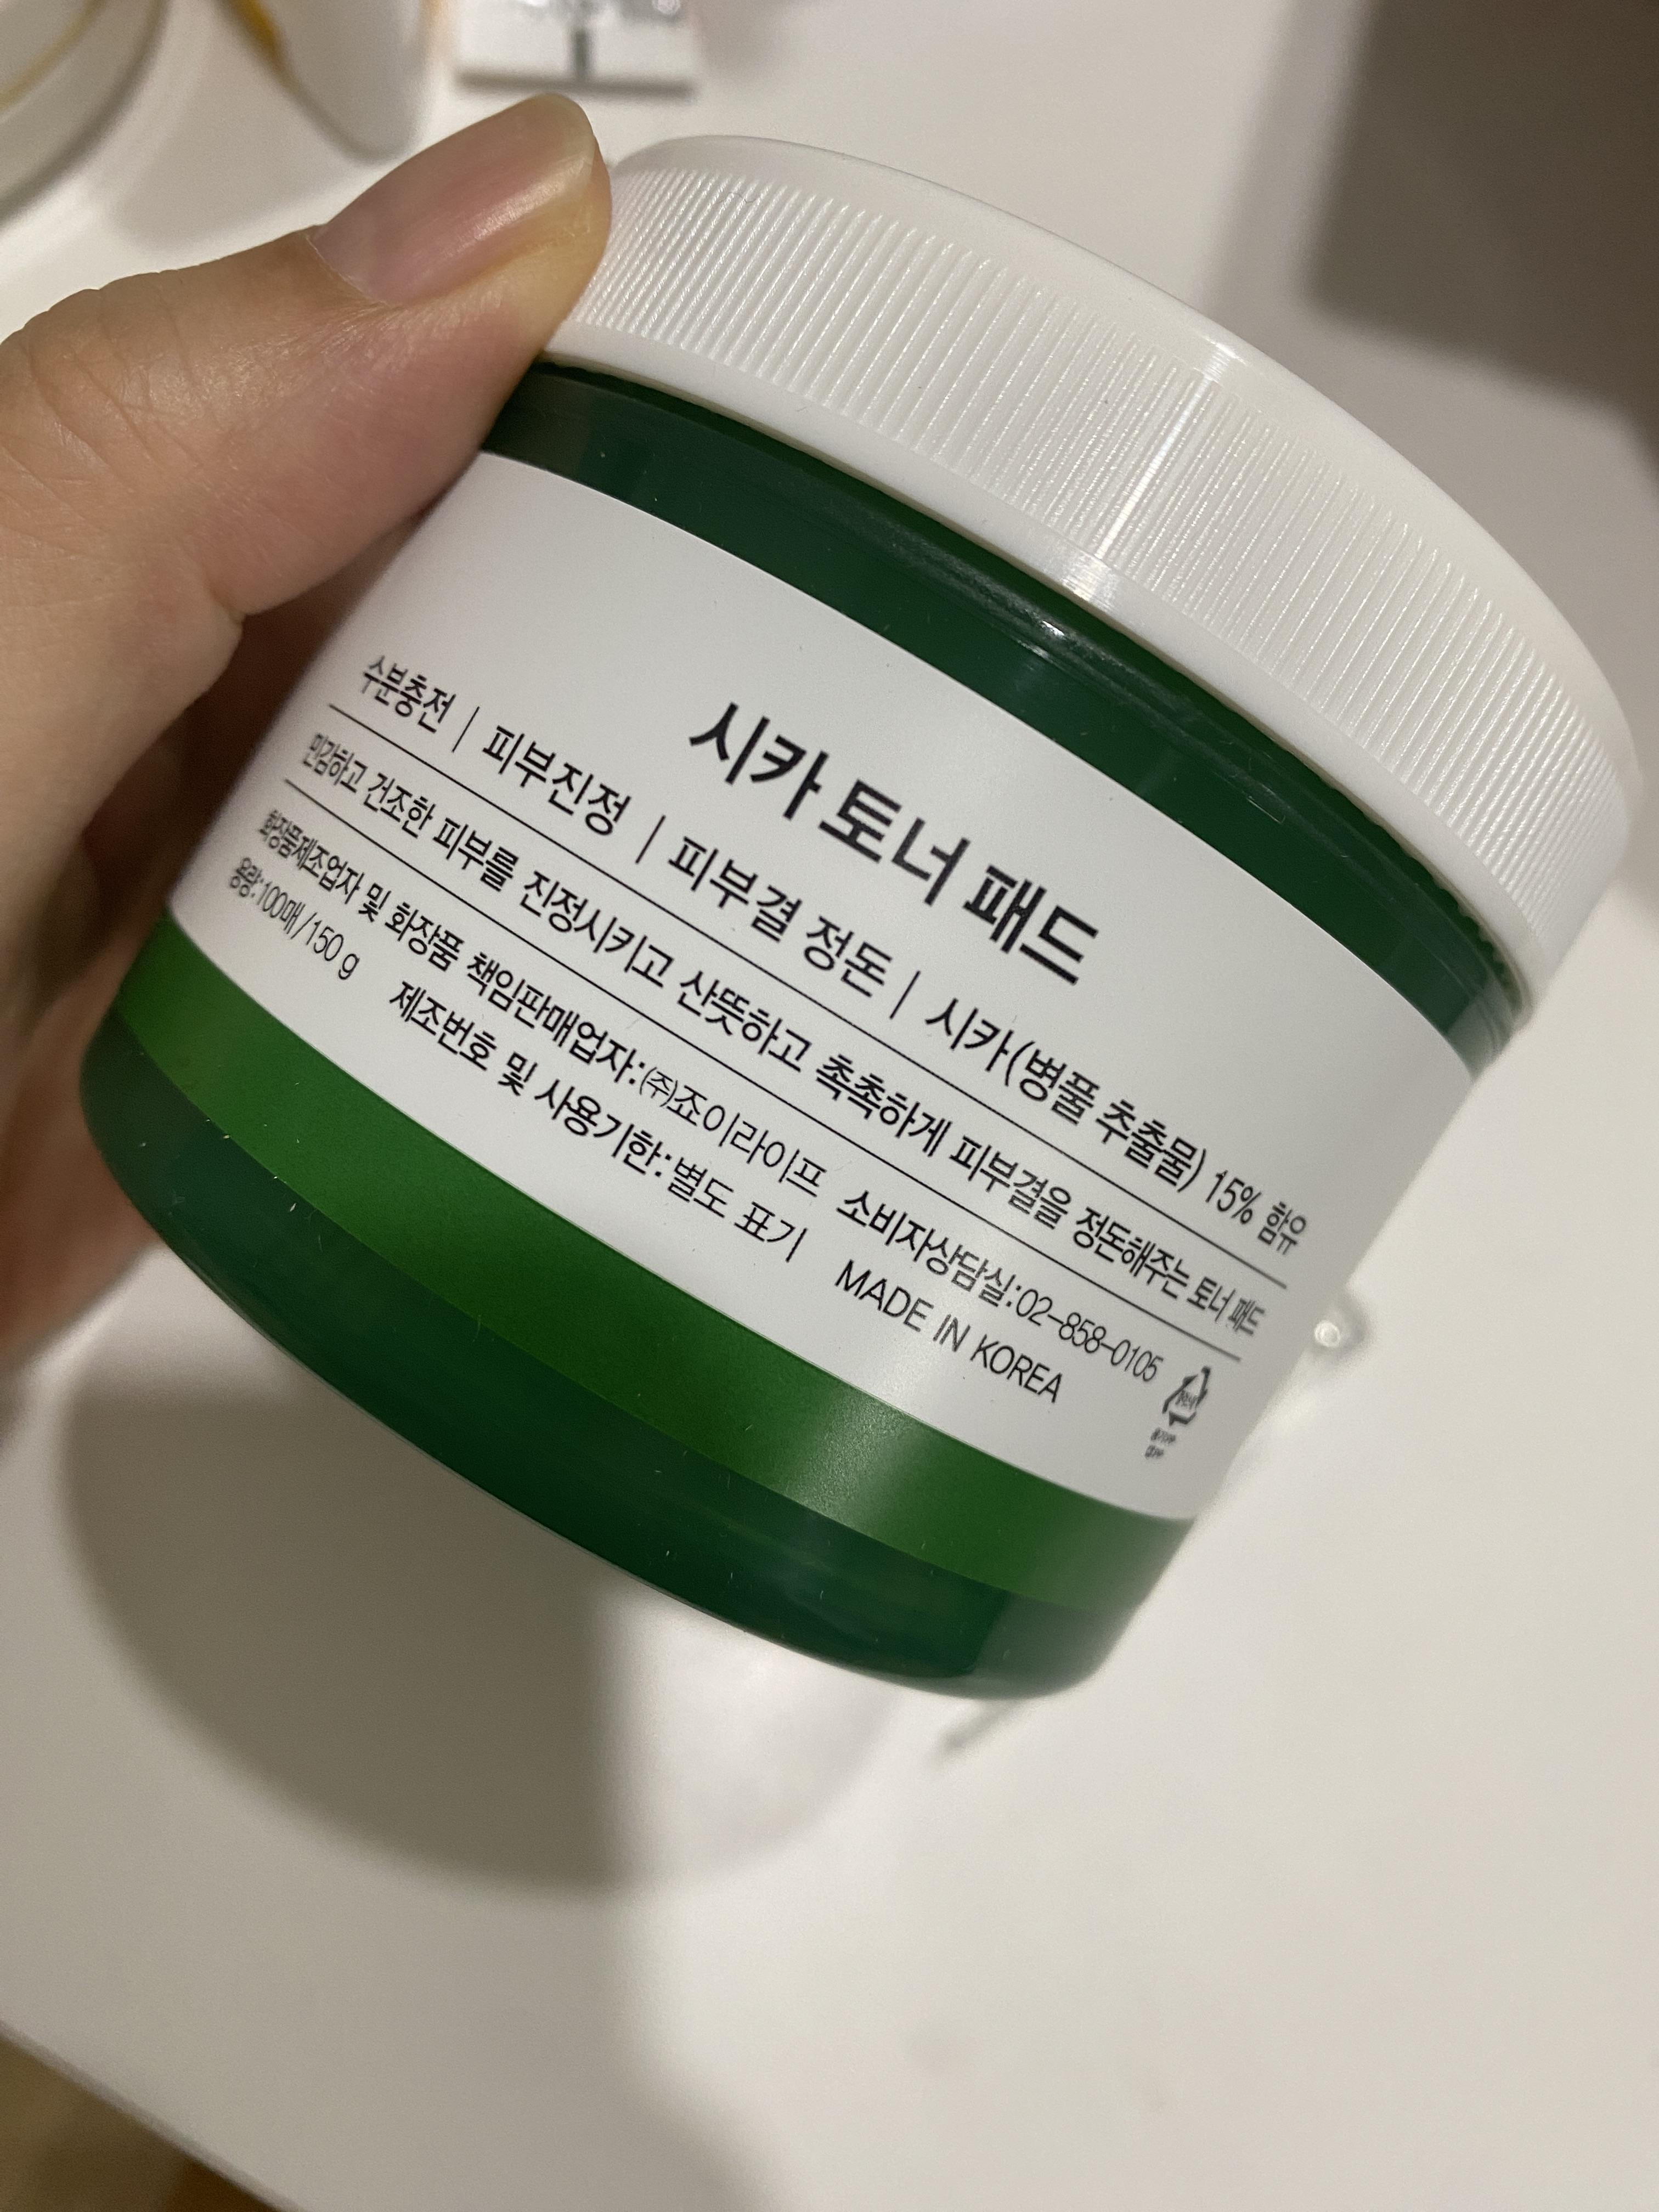 시카 토너 패드
수분충전 | 피부진정 | 피부결 정돈 | 시카(병풀 추출물) 15% 함유
민감하고 건조한 피부를 진정시키고 산뜻하고 촉촉하게 피부결을 정돈해주는 토너 패드
화장품제조업자 및 화장품 책임판매업자:㈜죠이라이프 소비자상담실:02-858-0105
용량:100매/150 g 제조번호 및 사용기한:별도 표기 MADE IN KOREA